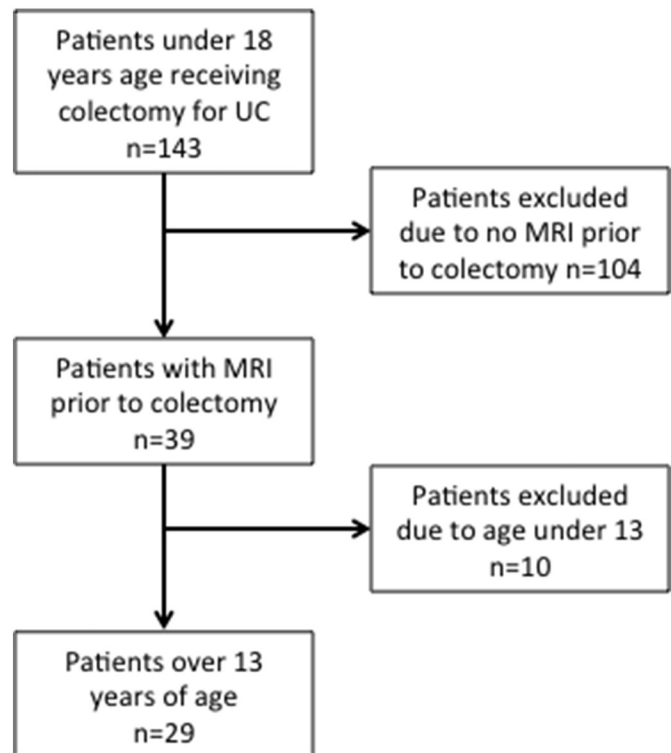 Patients under 18
years age receiving
colectomy for UC
n=143
Patients excluded
due to no MRI prior
to colectomy n=104
Patients with MRI
prior to colectomy
n=39
Patients excluded
due to age under 13
n=10
Patients over 13
years of age
n=29